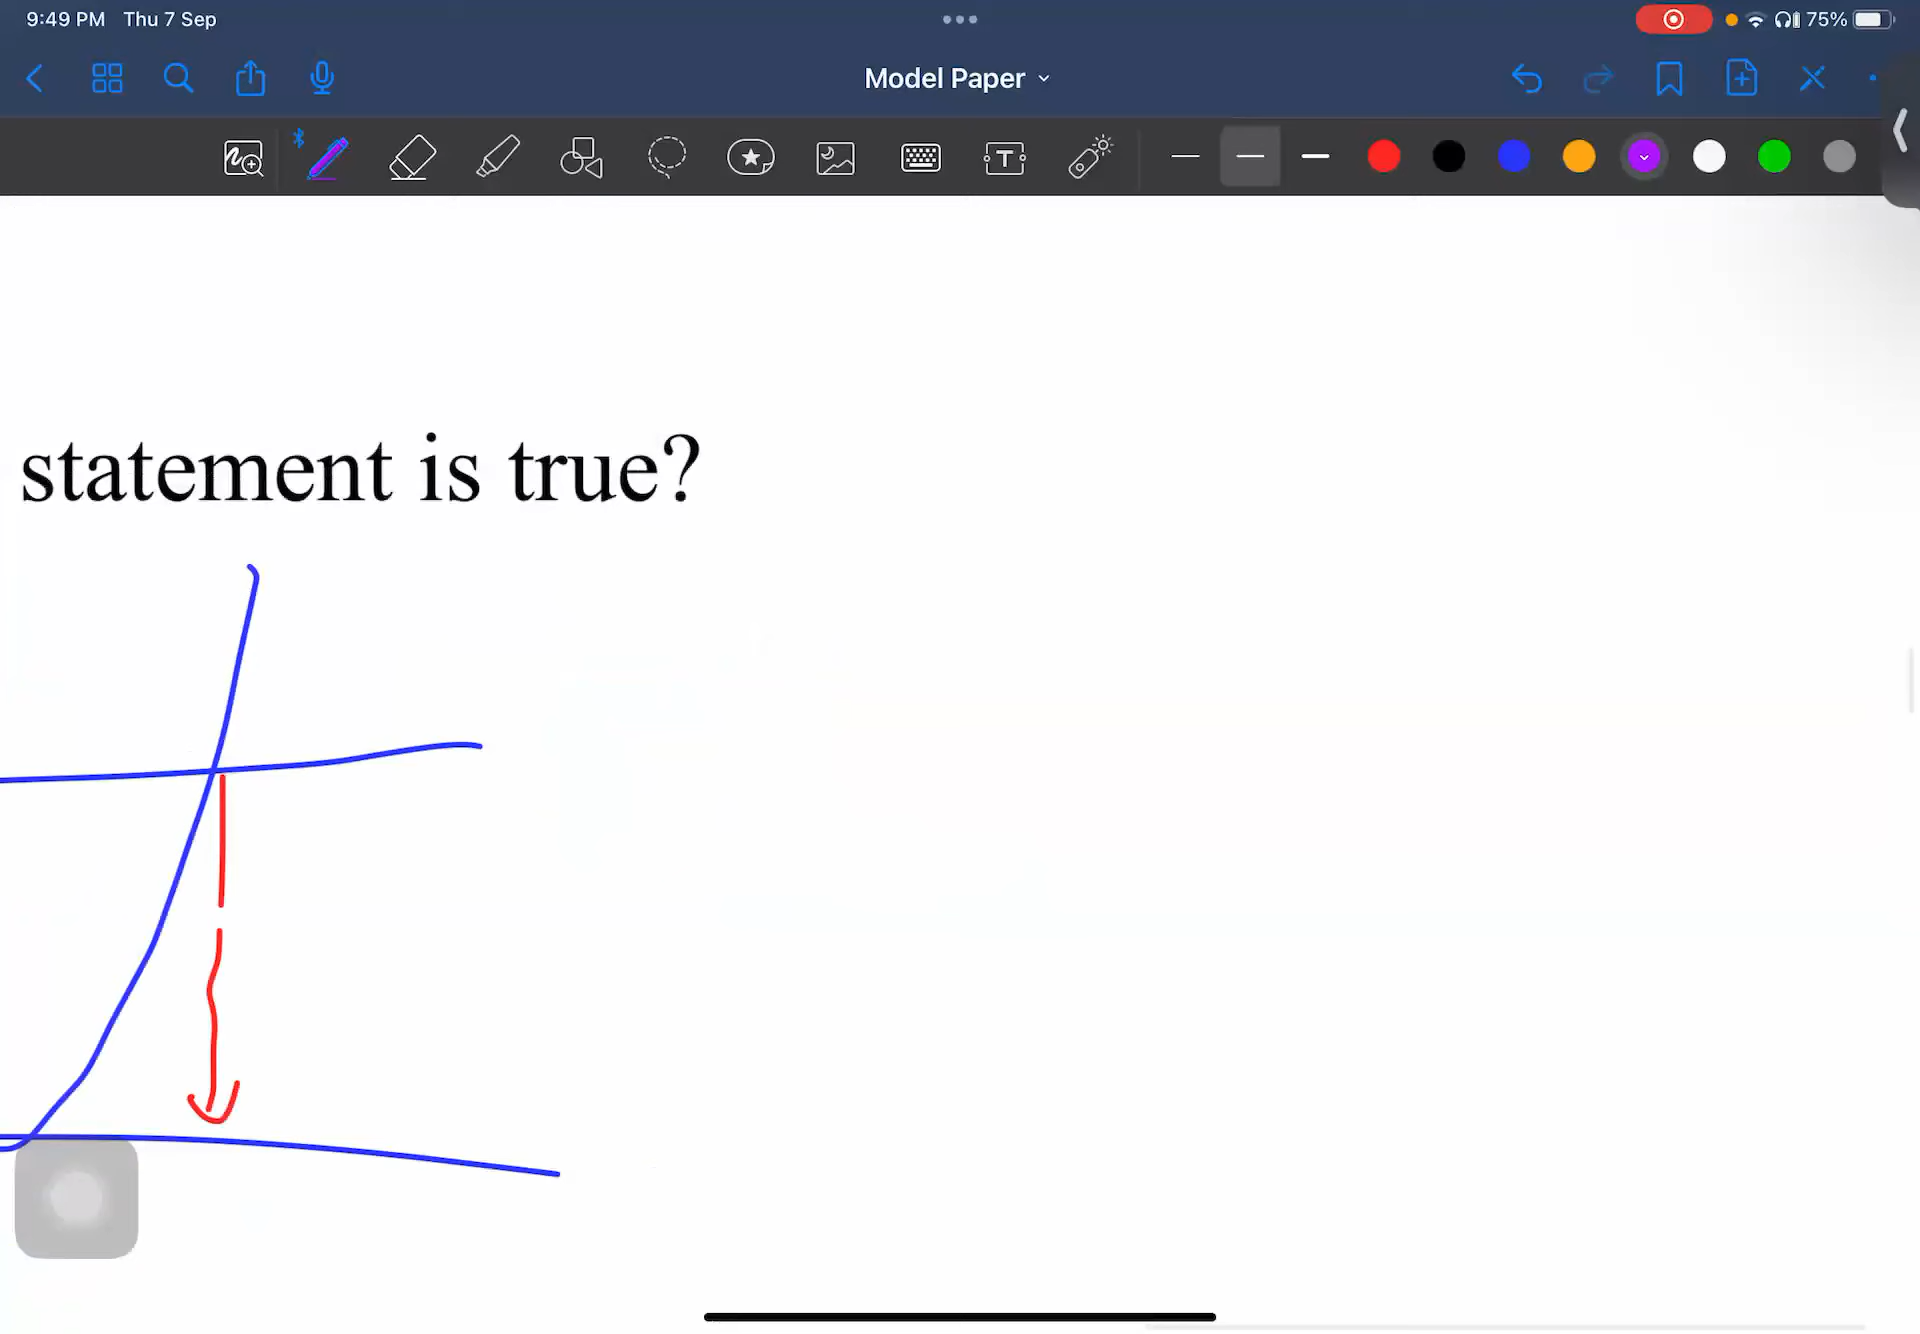 9:49 PM Thu 7 Sep
75%
Model Paper
T
statement is true?